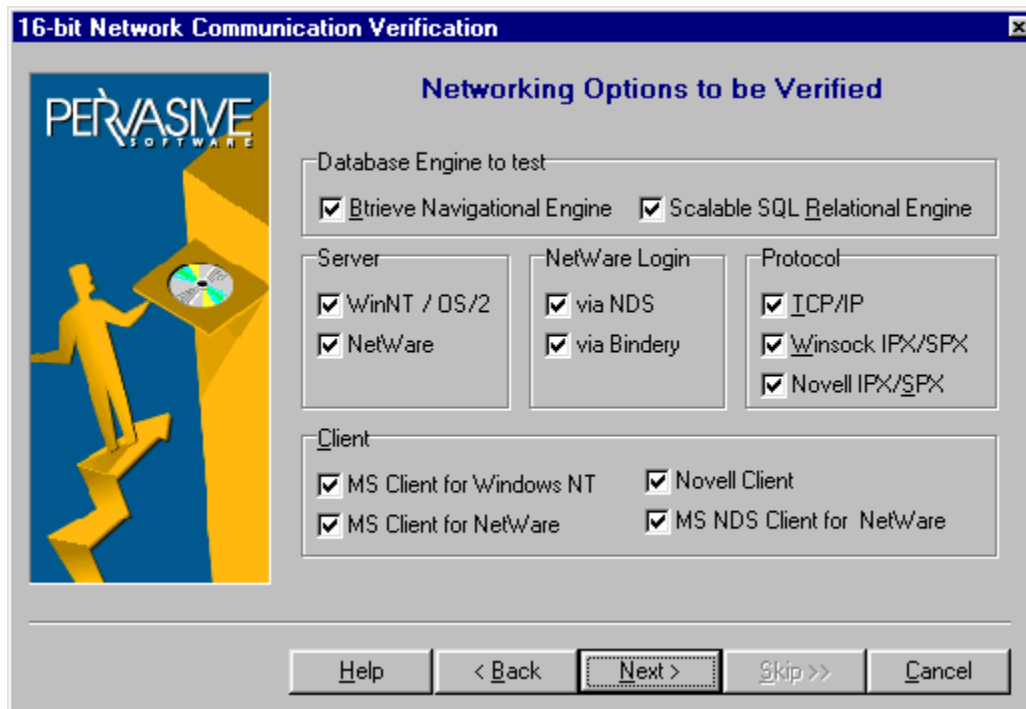 16-bit Network Communication Verification
PERVASIVE
SOFTWARE
Networking Options to be Verified
Database Engine to test
Btrieve Navigational Engine Scalable SQL Relational Engine
Server NetWare Login Protocol
WinNT / OS/2 via NDS TCP/IP
NetWare via Bindery Winsock IPX/SPX
Novell IPX/SPX
Client
MS Client for Windows NT Novell Client
MS Client for NetWare MS NDS Client for NetWare
Help < Back Next > Skip >> Cancel